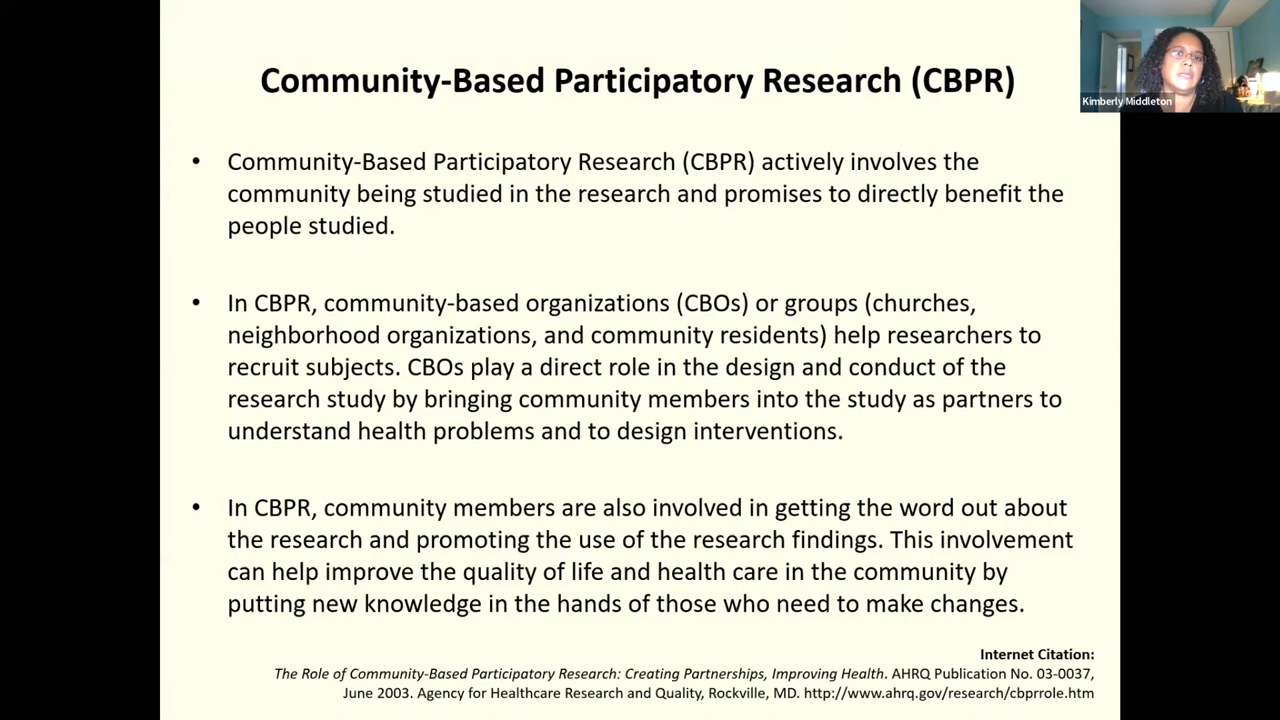 Community-Based Participatory Research (CBPR)
Kimberly Middleton
• Community-Based Participatory Research (CBPR) actively involves the
community being studied in the research and promises to directly benefit the
people studied.
• In CBPR, community-based organizations (CBOs) or groups (churches,
neighborhood organizations, and community residents) help researchers to
recruit subjects. CBOs play a direct role in the design and conduct of the
research study by bringing community members into the study as partners to
understand health problems and to design interventions.
• In CBPR, community members are also involved in getting the word out about
the research and promoting the use of the research findings. This involvement
can help improve the quality of life and health care in the community by
putting new knowledge in the hands of those who need to make changes.
Internet Citation:
The Role of Community-Based Participatory Research: Creating Partnerships, Improving Health. AHRQ Publication No. 03-0037,
June 2003. Agency for Healthcare Research and Quality, Rockville, MD. http://www.ahrq.gov/research/cbprrole.htm